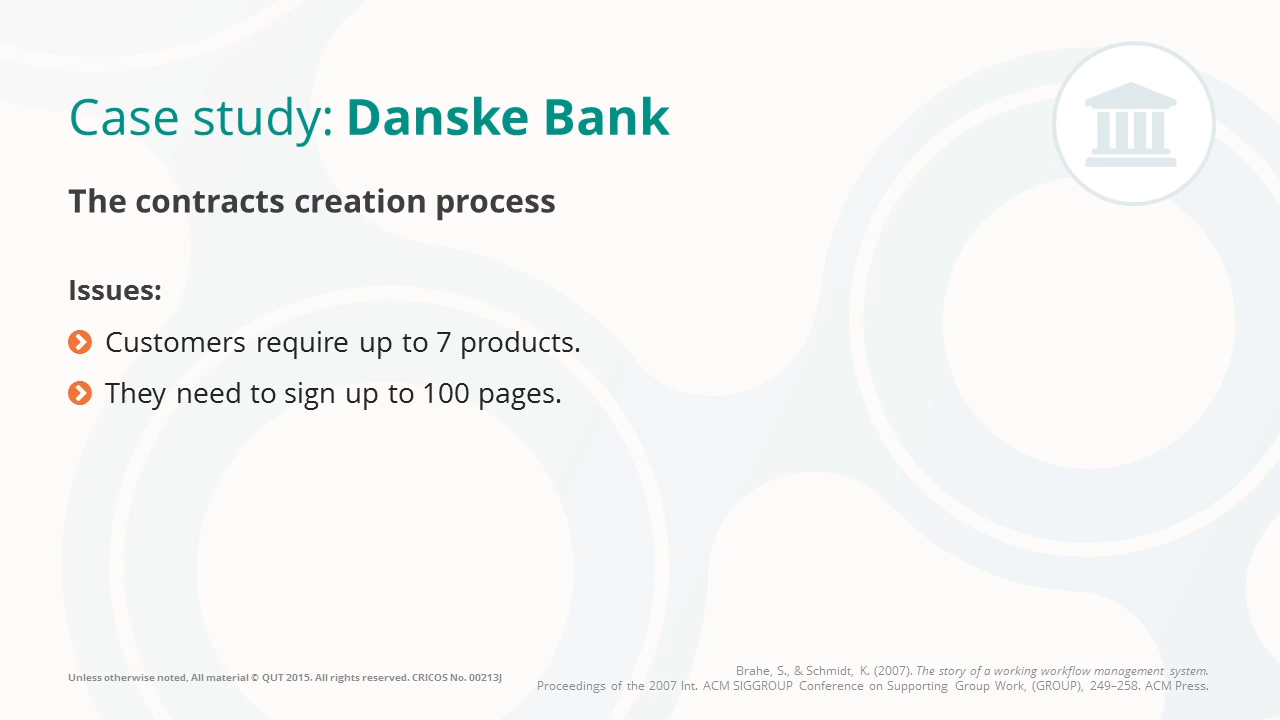 Case study: Danske Bank
The contracts creation process
Issues:
Customers require up to 7 products.
They need to sign up to 100 pages.
Unless otherwise noted, All material © QUT 2015. All rights reserved. CRICOS No. 00213J
Brahe, S., & Schmidt, K. (2007). The story of a working workflow management system.
Proceedings of the 2007 Int. ACM SIGGROUP Conference on Supporting Group Work, (GROUP), 249–258. ACM Press.